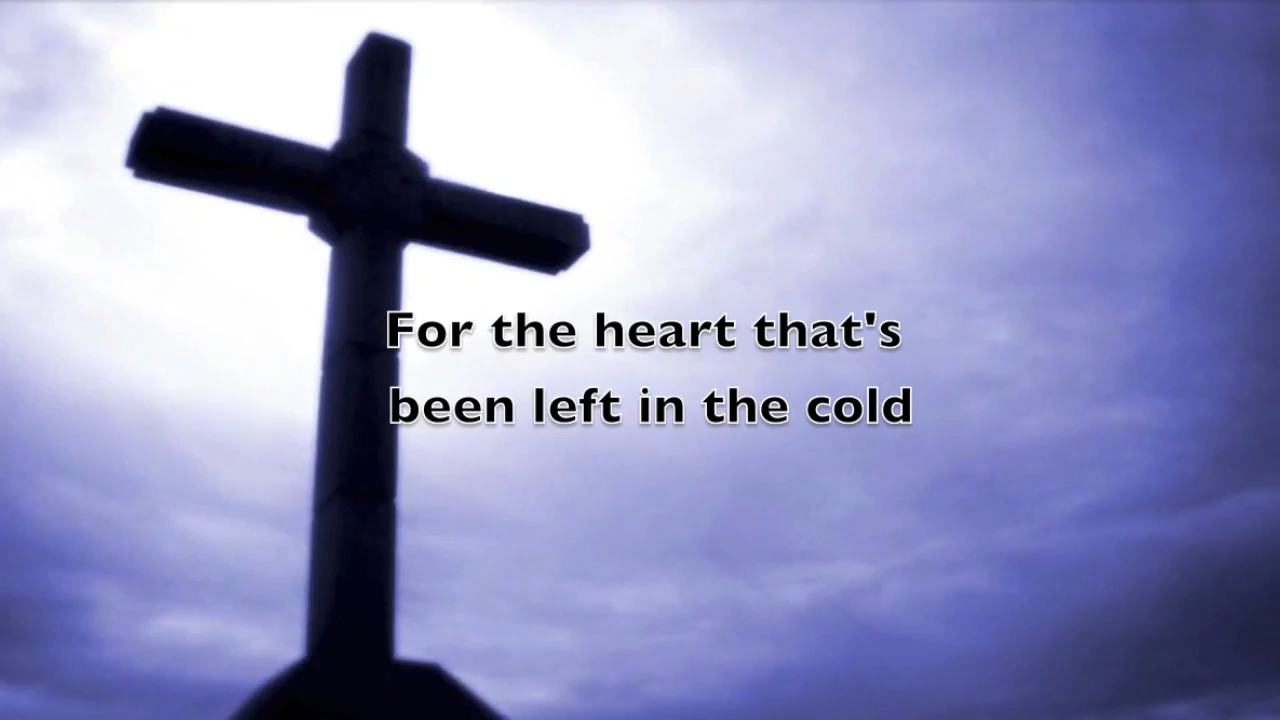 For the heart that's
been left in the cold